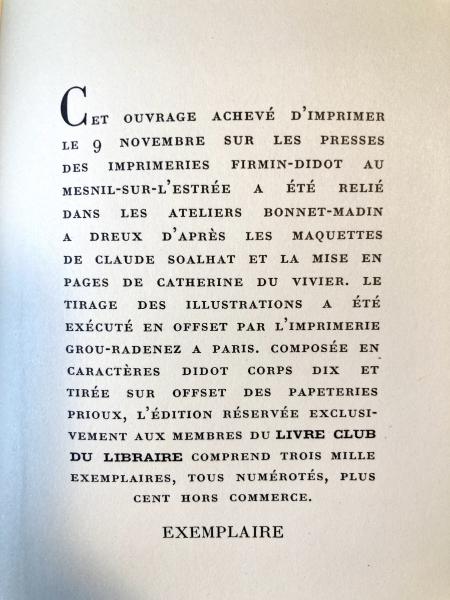 CET OUVRAGE ACHEVÉ D'IMPRIMER
LE 9 NOVEMBRE SUR LES PRESSES
DES IMPRIMERIES FIRMIN-DIDOT AU
MESNIL-SUR-L'ESTRÉE A ÉTÉ RELIÉ
DANS LES ATELIERS BONNET-MADIN
A DREUX D'APRÈS LES MAQUETTES
DE CLAUDE SOALHAT ET LA MISE EN
PAGES DE CATHERINE DU VIVIER. LE
TIRAGE DES ILLUSTRATIONS A ÉTÉ
EXÉCUTÉ EN OFFSET PAR L'IMPRIMERIE
GROU-RADENEZ A PARIS. COMPOSÉE EN
CARACTÈRES DIDOT CORPS DIX ET
TIRÉE SUR OFFSET DES PAPETERIES
PRIOUX, L'ÉDITION RÉSERVÉE EXCLUSI-
VEMENT AUX MEMBRES DU LIVRE CLUB
DU LIBRAIRE COMPREND TROIS MILLE
EXEMPLAIRES, TOUS NUMÉROTÉS, PLUS
CENT HORS COMMERCE.
EXEMPLAIRE